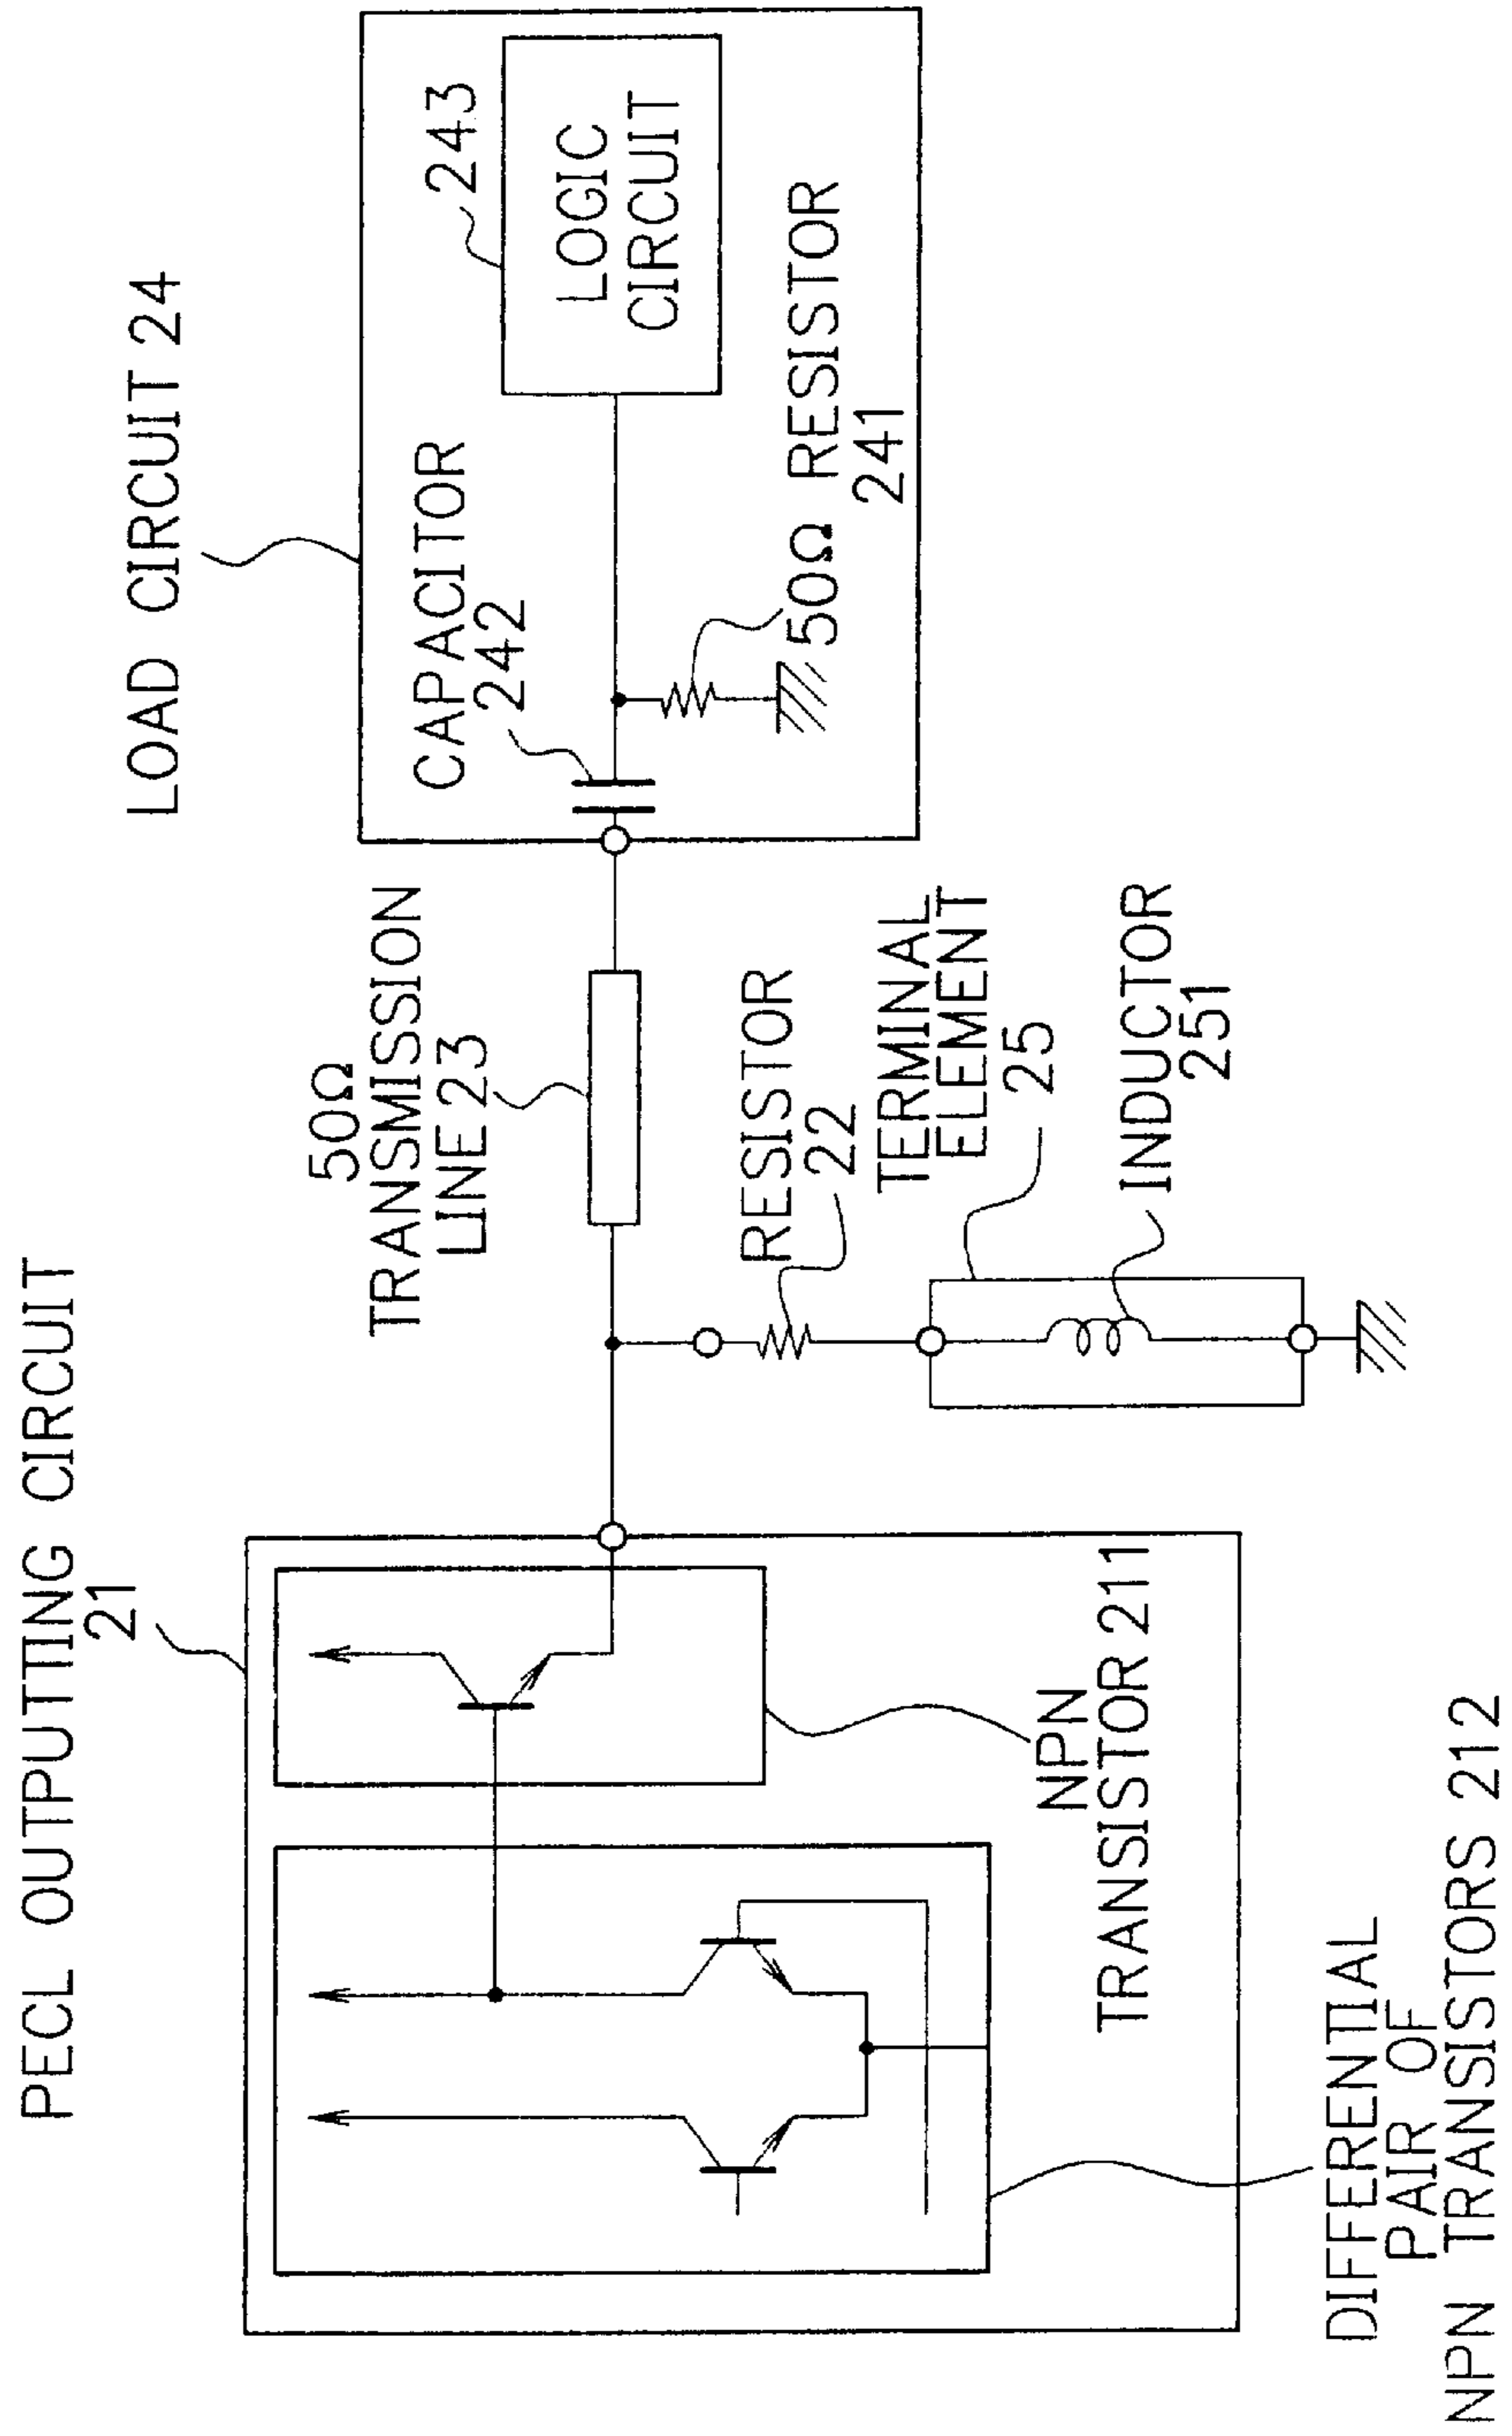 PECL OUTPUTTING CIRCUIT
21
LOAD CIRCUIT 24
50Ω
TRANSMISSION
LINE 23
CAPACITOR
242
243
LOGIC
CIRCUIT
50Ω RESISTOR
241
RESISTOR
22
TERMINAL
ELEMENT
25
INDUCTOR
251
NPN
TRANSISTOR 211
DIFFERENTIAL
PAIR OF
NPN TRANSISTORS 212